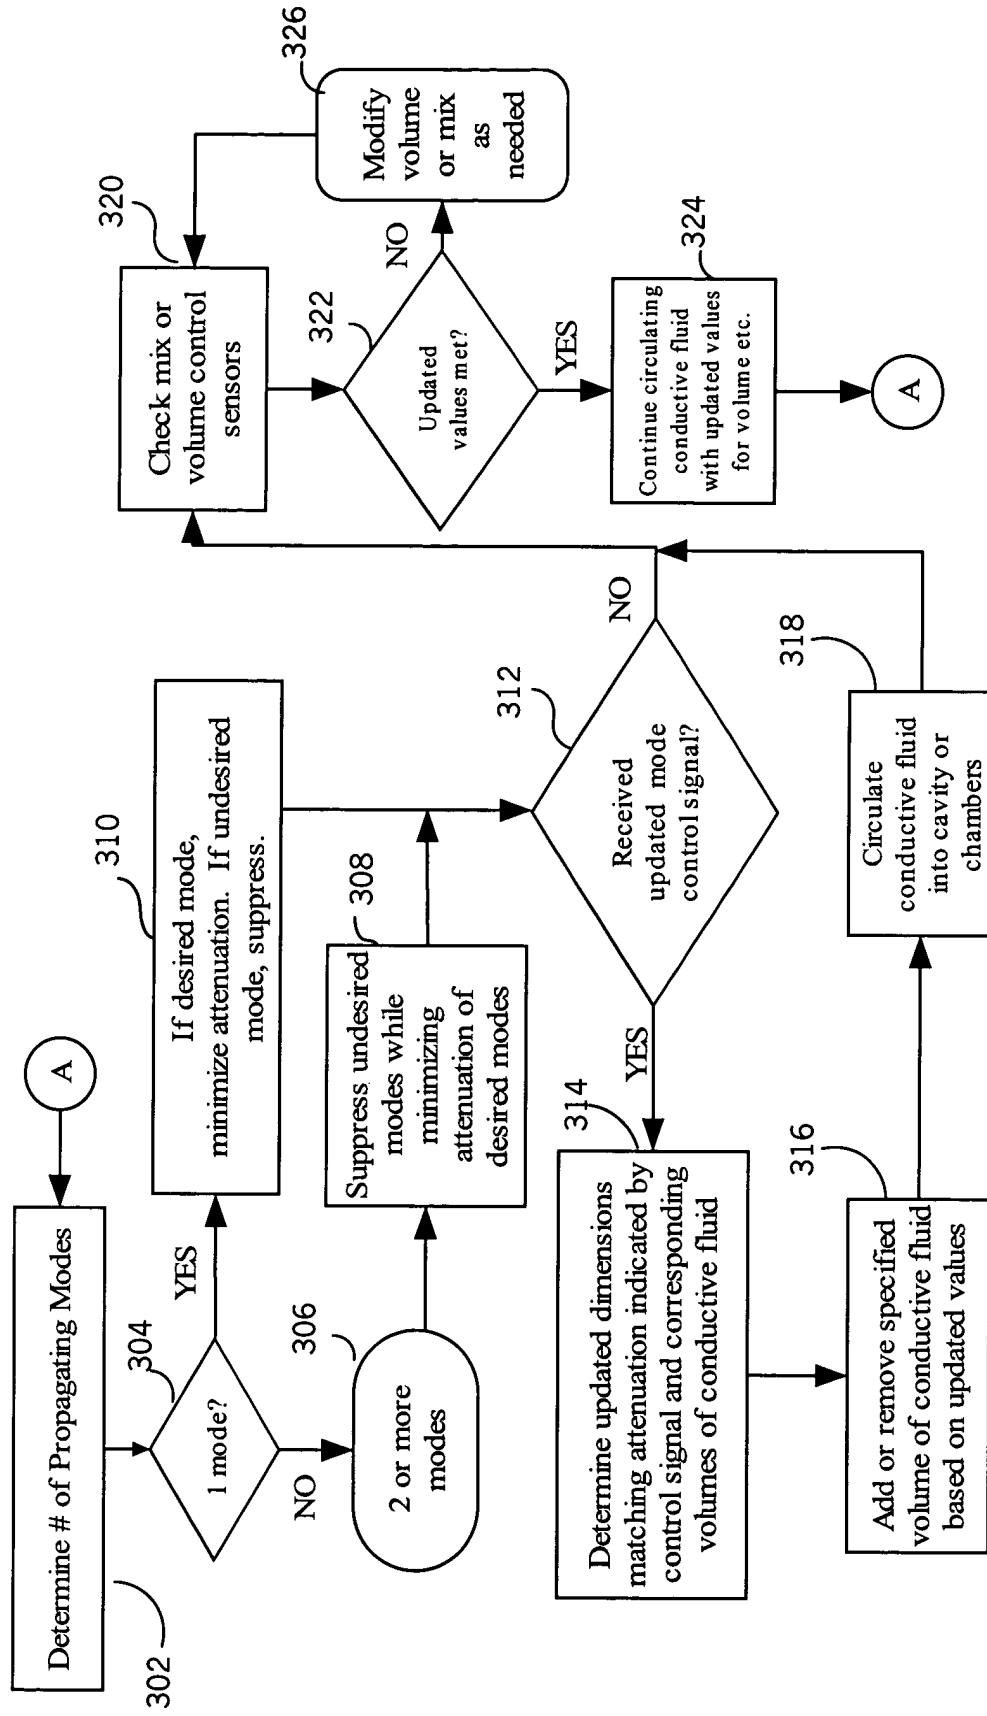 A
Determine # of Propagating Modes
302
304
1 mode?
YES
NO
310
If desired mode,
minimize attenuation. If undesired
mode, suppress.
306
2 or more
modes
308
Suppress undesired
modes while
minimizing
attenuation of
desired modes
312
Received
updated mode
control signal?
YES
NO
314
Determine updated dimensions
matching attenuation indicated by
control signal and corresponding
volumes of conductive fluid
316
Add or remove specified
volume of conductive fluid
based on updated values
318
Circulate
conductive fluid
into cavity or
chambers
320
Check mix or
volume control
sensors
322
Updated
values met?
NO
YES
326
Modify
volume
or mix
as
needed
324
Continue circulating
conductive fluid
with updated values
for volume etc.
A